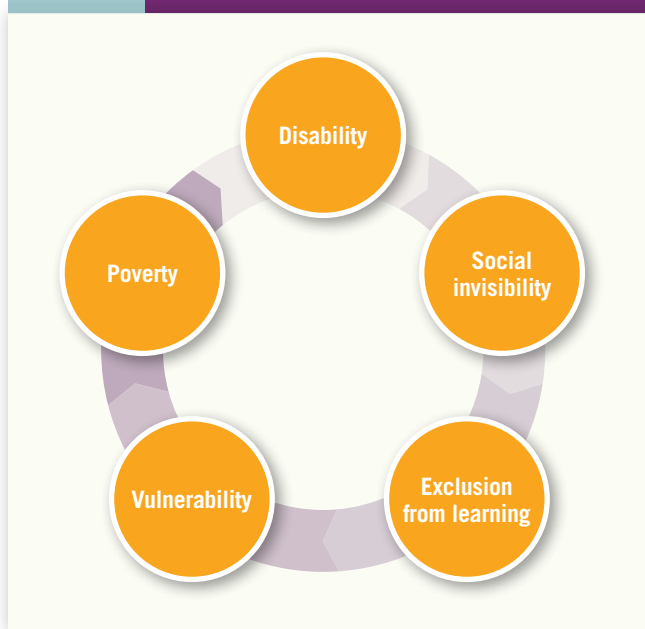 Disability
Social
invisibility
Exclusion
from learning
Vulnerability
Poverty